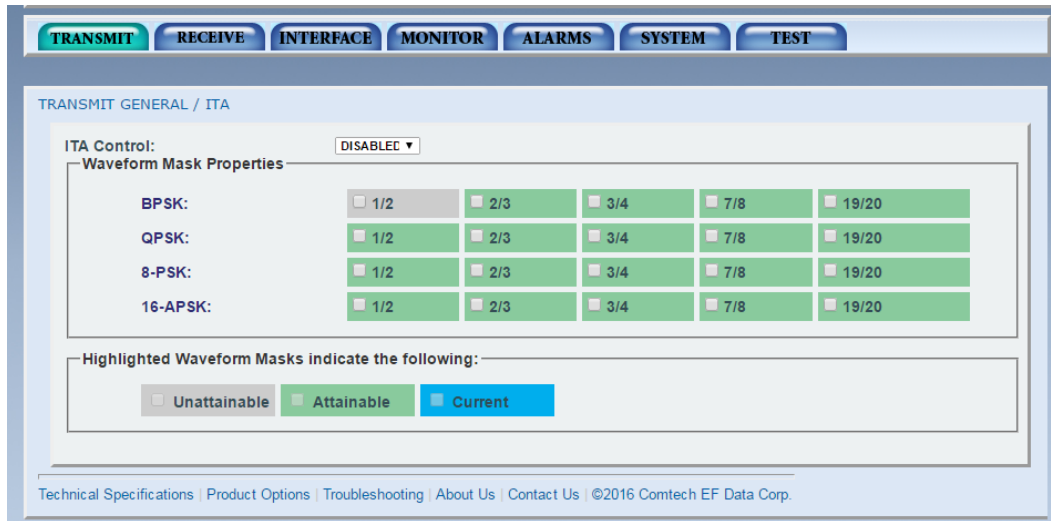 TRANSMIT RECEIVE INTERFACE MONITOR ALARMS SYSTEM TEST
TRANSMIT GENERAL / ITA
ITA Control: DISABLED
Waveform Mask Properties
BPSK: 1/2 2/3 3/4 7/8 19/20
QPSK: 1/2 2/3 3/4 7/8 19/20
8-PSK: 1/2 2/3 3/4 7/8 19/20
16-APSK: 1/2 2/3 3/4 7/8 19/20
Highlighted Waveform Masks indicate the following:
Unattainable Attainable Current
Technical Specifications | Product Options | Troubleshooting | About Us | Contact Us | ©2016 Comtech EF Data Corp.